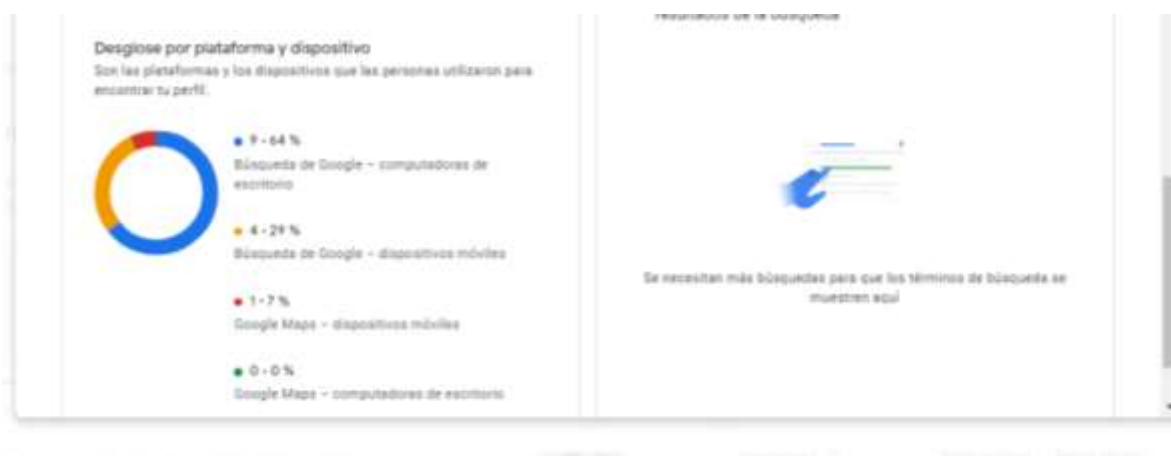 resultados de la búsqueda
Desglose por plataforma y dispositivo
Son las plataformas y los dispositivos que las personas utilizaron para
encontrar tu perfil.
9 - 64 %
Búsqueda de Google – computadoras de
escritorio
4 - 29 %
Búsqueda de Google – dispositivos móviles
1 - 7 %
Google Maps – dispositivos móviles
0 - 0 %
Google Maps – computadoras de escritorio
Se necesitan más búsquedas para que los términos de búsqueda se
muestren aquí